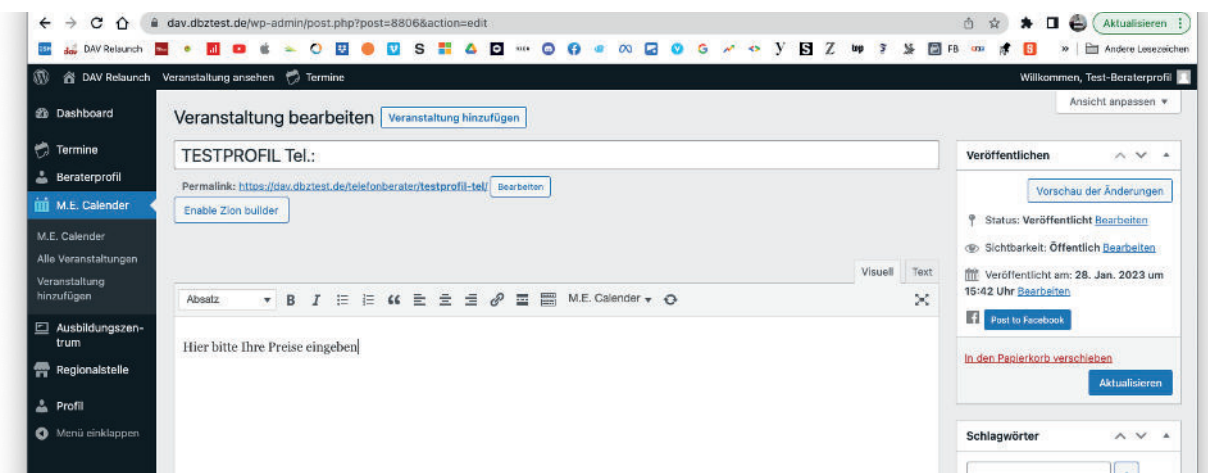 dav.dbztest.de/wp-admin/post.php?post=8806&action=edit
Aktualisieren
DAV Relaunch
FB
» Andere Lesezeichen
DAV Relaunch Veranstaltung ansehen Termine
Willkommen, Test-Beraterprofil
Ansicht anpassen
Dashboard
Termine
Beraterprofil
M.E. Calender
M.E. Calender
Alle Veranstaltungen
Veranstaltung
hinzufügen
Ausbildungszen-
trum
Regionalstelle
Profil
Menü einklappen
Veranstaltung bearbeiten Veranstaltung hinzufügen
TESTPROFIL Tel.:
Permalink: https://dav.dbztest.de/telefonberater/testprofil-tel/ Bearbeiten
Enable Zion builder
Visuell Text
Absatz B I M.E. Calender
Hier bitte Ihre Preise eingeben
Veröffentlichen
Vorschau der Änderungen
Status: Veröffentlicht Bearbeiten
Sichtbarkeit: Öffentlich Bearbeiten
Veröffentlicht am: 28. Jan. 2023 um
15:42 Uhr Bearbeiten
Post to Facebook
In den Papierkorb verschieben
Aktualisieren
Schlagwörter